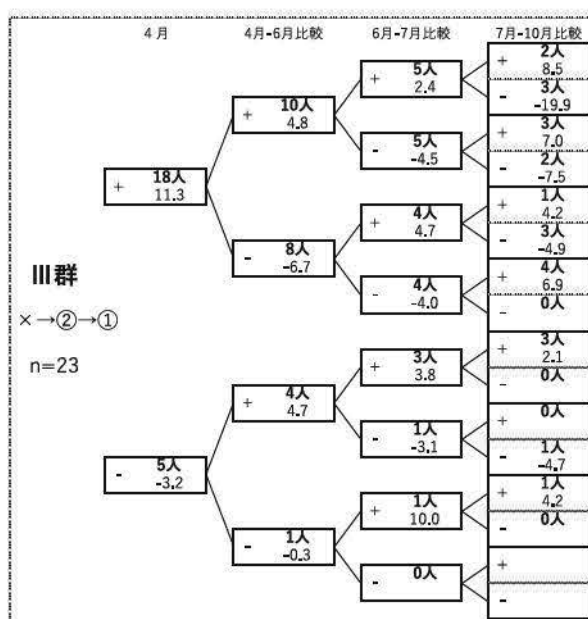 4月 4月-6月比較 6月-7月比較 7月-10月比較
+ 2人
8.5
+ 5人
2.4
- 3人
-19.9
+ 10人
4.8
+ 3人
7.0
- 5人
-4.5
- 2人
-7.5
+ 18人
11.3
+ 1人
4.2
+ 4人
4.7
- 3人
-4.9
- 8人
-6.7
+ 4人
6.9
- 4人
-4.0
- 0人
III群
×→②→①
n=23
+ 3人
2.1
+ 3人
3.8
- 0人
+ 4人
4.7
+ 0人
- 1人
-3.1
- 1人
-4.7
- 5人
-3.2
+ 1人
4.2
+ 1人
10.0
- 0人
- 1人
-0.3
+
- 0人
-